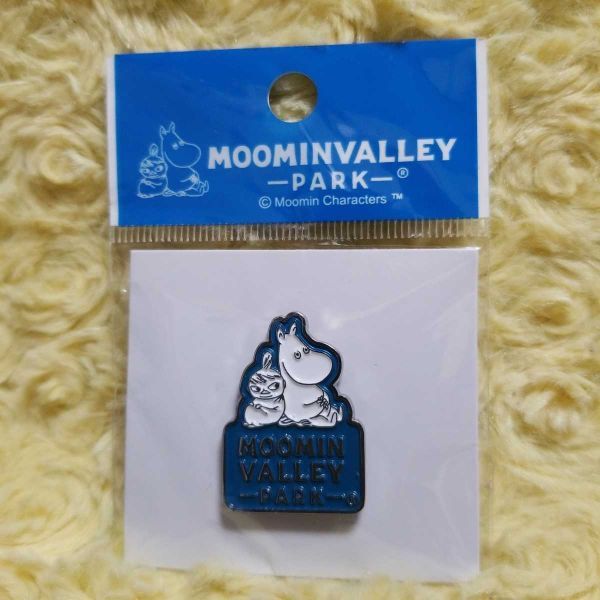 MOOMINVALLEY
—PARK—®
© Moomin Characters ™
MOOMIN
VALLEY
—PARK—®